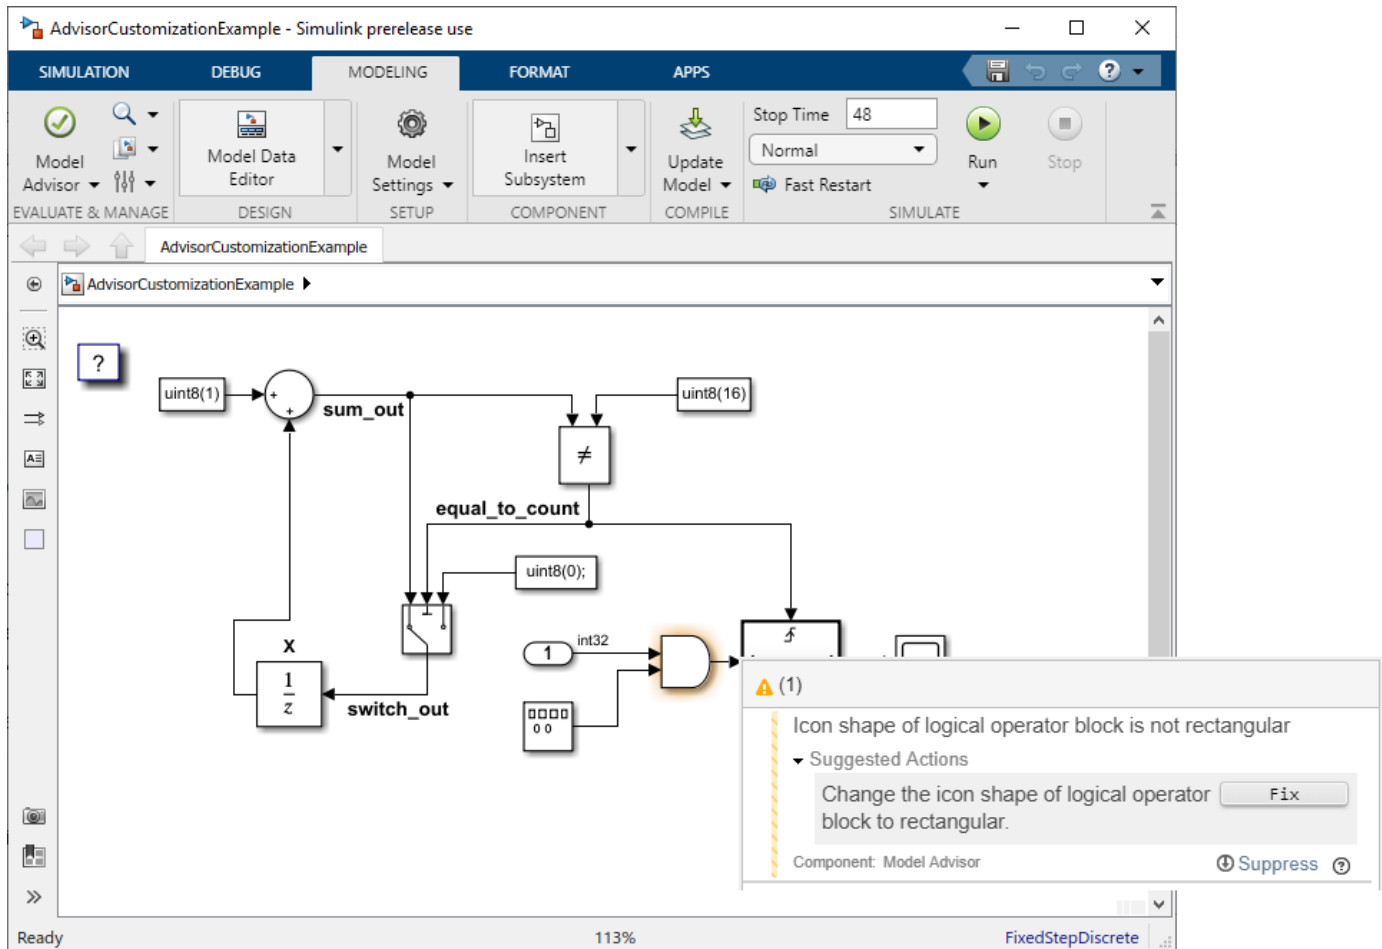 AdvisorCustomizationExample - Simulink prerelease use
SIMULATION DEBUG MODELING FORMAT APPS
Model Advisor
Model Data Editor
Model Settings
Insert Subsystem
Update Model
Stop Time 48
Normal
Fast Restart
Run
Stop
EVALUATE & MANAGE DESIGN SETUP COMPONENT COMPILE SIMULATE
AdvisorCustomizationExample
AdvisorCustomizationExample
?
uint8(1)
+
+
sum_out
uint8(16)
≠
equal_to_count
uint8(0);
X
1
z
switch_out
1
int32
(1)
Icon shape of logical operator block is not rectangular
Suggested Actions
Change the icon shape of logical operator
block to rectangular.
Fix
Component: Model Advisor
Suppress
Ready 113% FixedStepDiscrete